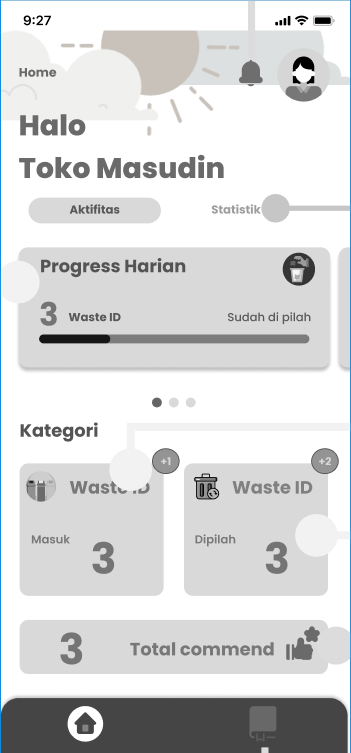 9:27
Home
Halo
Toko Masudin
Aktifitas Statistik
Progress Harian
3 Waste ID Sudah di pilah
Kategori
+1 +2
Waste ID Waste ID
Masuk 3 Dipilah 3
3 Total commend